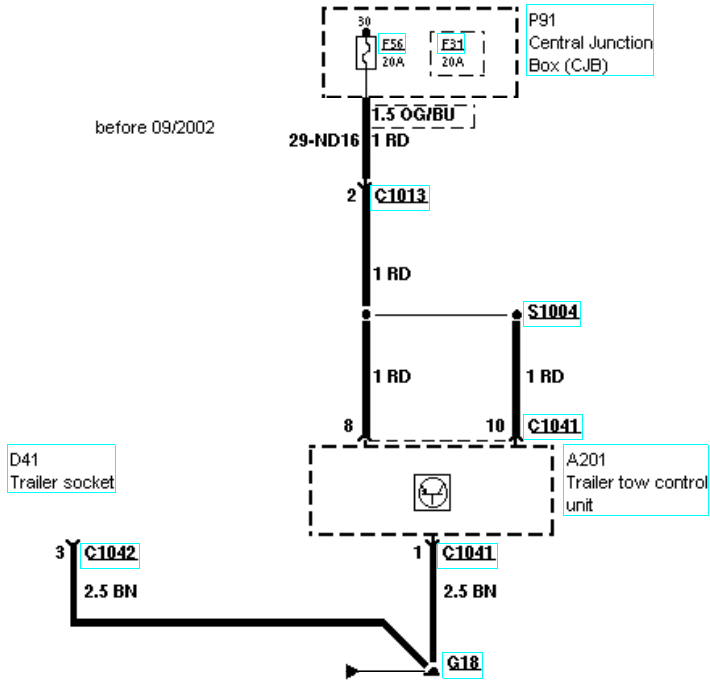 30
F56
20A
F31
20A
P91
Central Junction
Box (CJB)
1.5 OG/BU
before 09/2002
29-ND16
1 RD
2
C1013
1 RD
S1004
1 RD
1 RD
8
10
C1041
D41
Trailer socket
A201
Trailer tow control
unit
3
C1042
1
C1041
2.5 BN
2.5 BN
G18